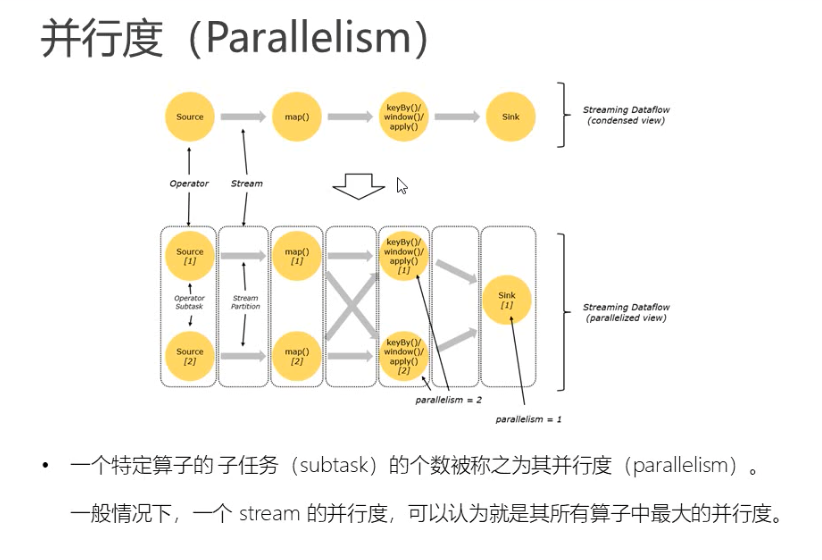 并行度（Parallelism）
Source
map()
keyBy()/
window()/
apply()
Sink
Streaming Dataflow
(condensed view)
Operator
Stream
Source
[1]
map()
[1]
keyBy()/
window()/
apply()
[1]
Operator
Subtask
Stream
Partition
Sink
[1]
Streaming Dataflow
(parallelized view)
Source
[2]
map()
[2]
keyBy()/
window()/
apply()
[2]
parallelism = 2
parallelism = 1
• 一个特定算子的 子任务（subtask）的个数被称之为其并行度（parallelism）。
一般情况下，一个 stream 的并行度，可以认为就是其所有算子中最大的并行度。